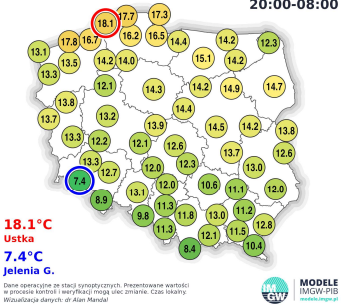 20:00-08:00
18.1 17.7 17.3
13.1 17.8 16.7 16.2 16.5 14.4 14.2 12.3
13.3 13.5 14.2 14.0 15.1 14.2
12.1 14.3 14.2 14.9 14.7
13.8 14.4
13.7 13.2 13.9 14.5 14.2 13.8
13.3 12.2 12.1 12.6 13.7 12.6
13.3 12.0 12.3 13.0
7.4 12.7 12.0 10.6 11.1 12.0
8.9 13.1 11.3 11.2
9.8 11.8 13.0 12.8
11.3 12.1 11.5
8.4 10.4
18.1°C
Ustka
7.4°C
Jelenia G.
Dane operacyjne ze stacji synoptycznych. Prezentowane wartości
w procesie kontroli i weryfikacji mogą ulec zmianie. Czas lokalny.
Wizualizacja danych: dr Alan Mandal
IM
GW
MODELE
IMGW-PIB
modele.imgw.pl